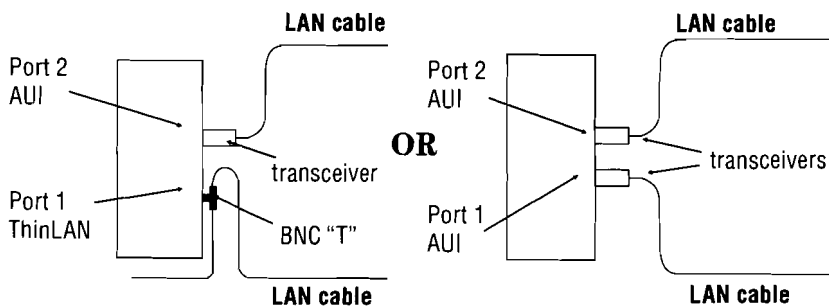 LAN cable
Port 2
AUI
transceiver
Port 1
ThinLAN
BNC “T”
LAN cable
OR
LAN cable
Port 2
AUI
transceivers
Port 1
AUI
LAN cable